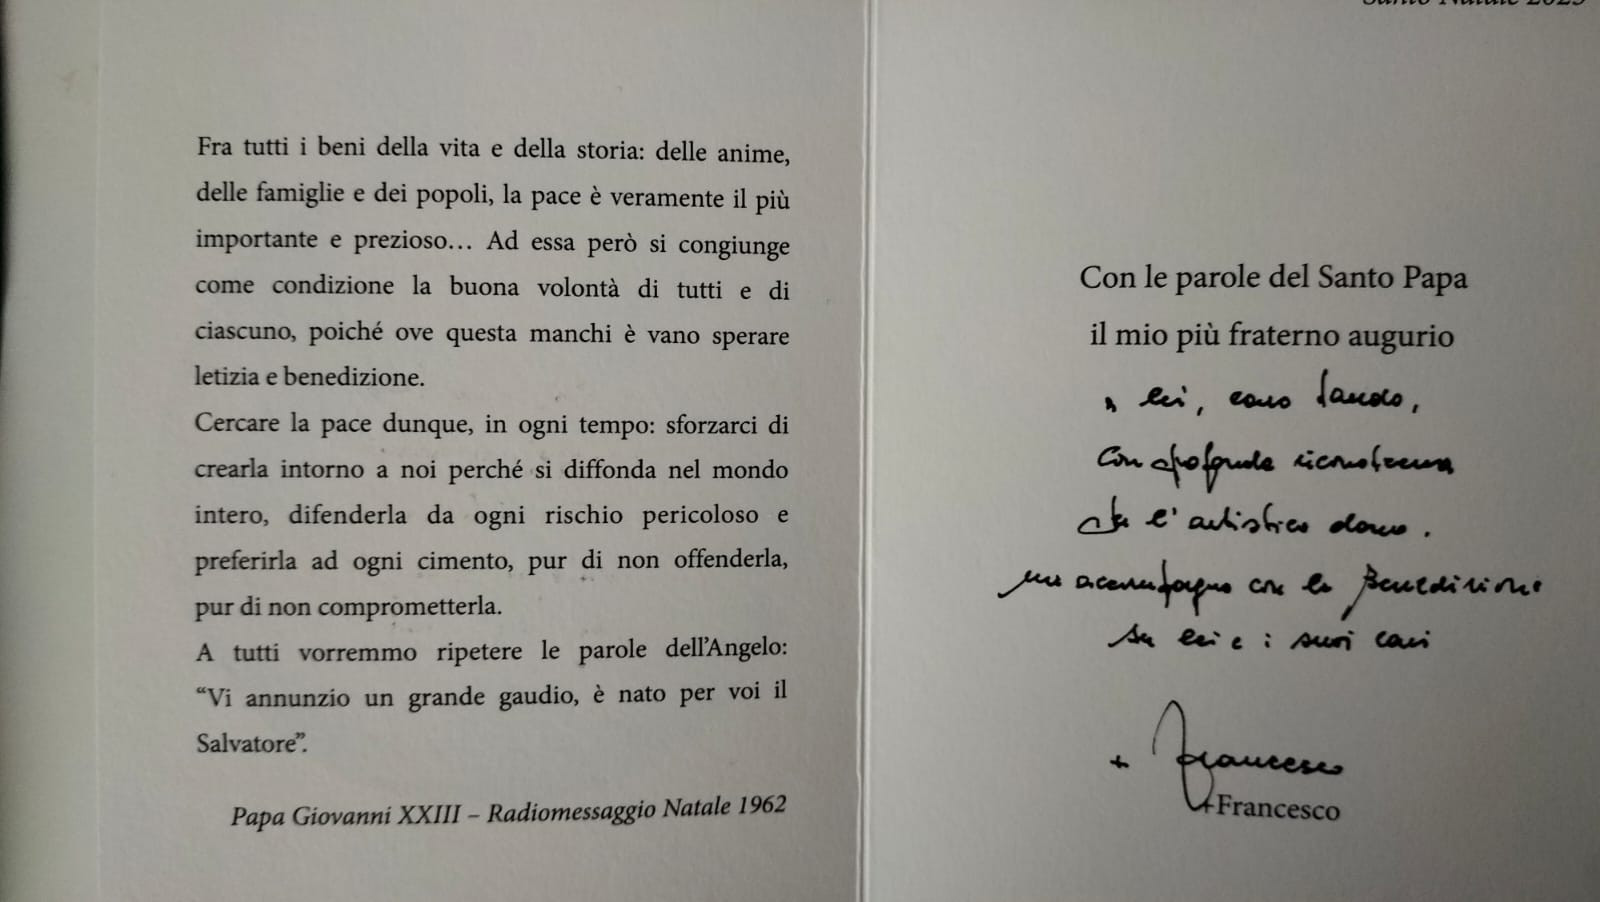 Fra tutti i beni della vita e della storia: delle anime,
delle famiglie e dei popoli, la pace è veramente il più
importante e prezioso… Ad essa però si congiunge
come condizione la buona volontà di tutti e di
ciascuno, poiché ove questa manchi è vano sperare
letizia e benedizione.
Cercare la pace dunque, in ogni tempo: sforzarci di
crearla intorno a noi perché si diffonda nel mondo
intero, difenderla da ogni rischio pericoloso e
preferirla ad ogni cimento, pur di non offenderla,
pur di non comprometterla.
A tutti vorremmo ripetere le parole dell'Angelo:
“Vi annunzio un grande gaudio, è nato per voi il
Salvatore”.
Papa Giovanni XXIII – Radiomessaggio Natale 1962
Santo Natale 2023
Con le parole del Santo Papa
il mio più fraterno augurio
a lei, caro
con profonda riconoscenza
l'artistico dono.
accompagno con la Benedizione
su lei e i suoi cari
+ Francesco
+Francesco